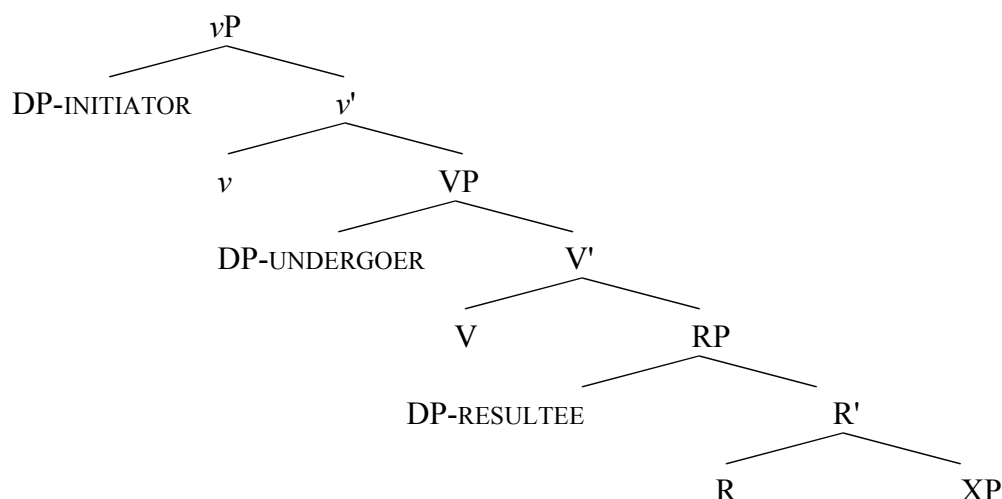 vP
DP-INITIATOR v'
v VP
DP-UNDERGOER V'
V RP
DP-RESULTEE R'
R XP